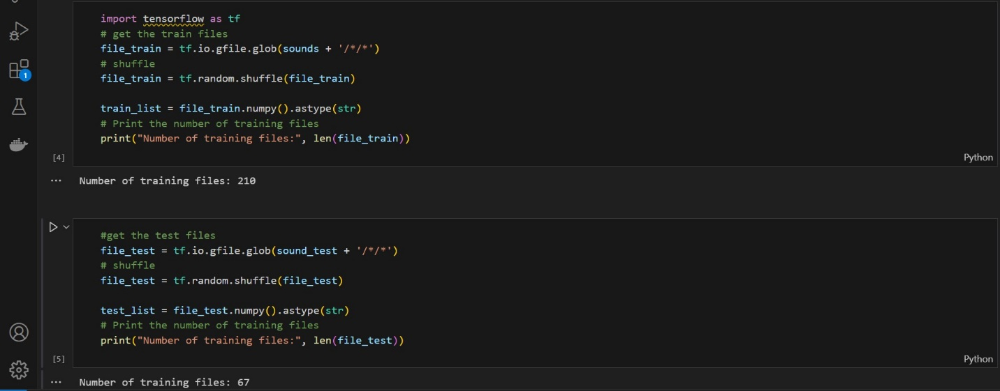 import tensorflow as tf
# get the train files
file_train = tf.io.gfile.glob(sounds + '/*/*')
# shuffle
file_train = tf.random.shuffle(file_train)
train_list = file_train.numpy().astype(str)
# Print the number of training files
print("Number of training files:", len(file_train))
[4]
Python
... Number of training files: 210
#get the test files
file_test = tf.io.gfile.glob(sound_test + '/*/*')
# shuffle
file_test = tf.random.shuffle(file_test)
test_list = file_test.numpy().astype(str)
# Print the number of training files
print("Number of training files:", len(file_test))
[5]
Python
... Number of training files: 67
1